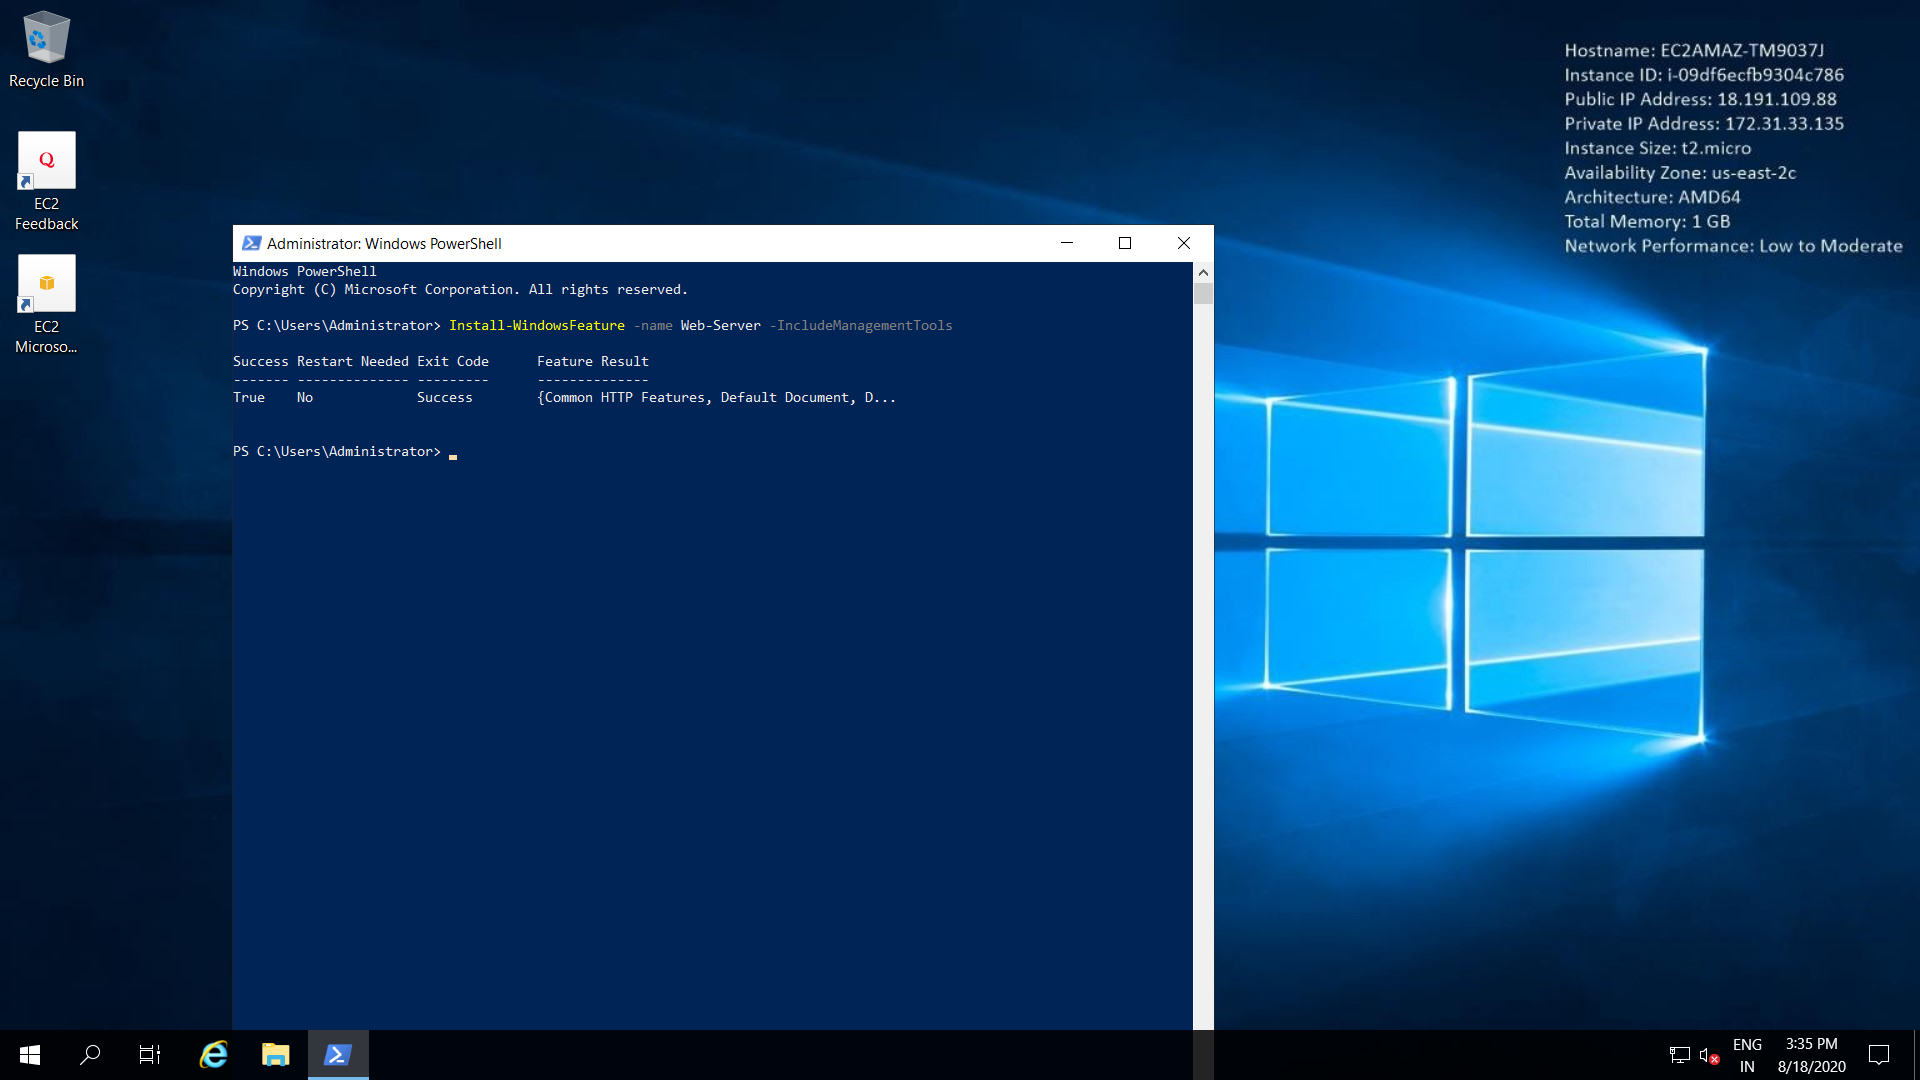 Recycle Bin
Q
EC2
Feedback
EC2
Microso...
Hostname: EC2AMAZ-TM9037J
Instance ID: i-09df6ecfb9304c786
Public IP Address: 18.191.109.88
Private IP Address: 172.31.33.135
Instance Size: t2.micro
Availability Zone: us-east-2c
Architecture: AMD64
Total Memory: 1 GB
Network Performance: Low to Moderate
Administrator: Windows PowerShell
Windows PowerShell
Copyright (C) Microsoft Corporation. All rights reserved.
PS C:\Users\Administrator> Install-WindowsFeature -name Web-Server -IncludeManagementTools
Success Restart Needed Exit Code      Feature Result
------- -------------- ---------      --------------
True    No             Success        {Common HTTP Features, Default Document, D...
PS C:\Users\Administrator> _
ENG
IN
3:35 PM
8/18/2020